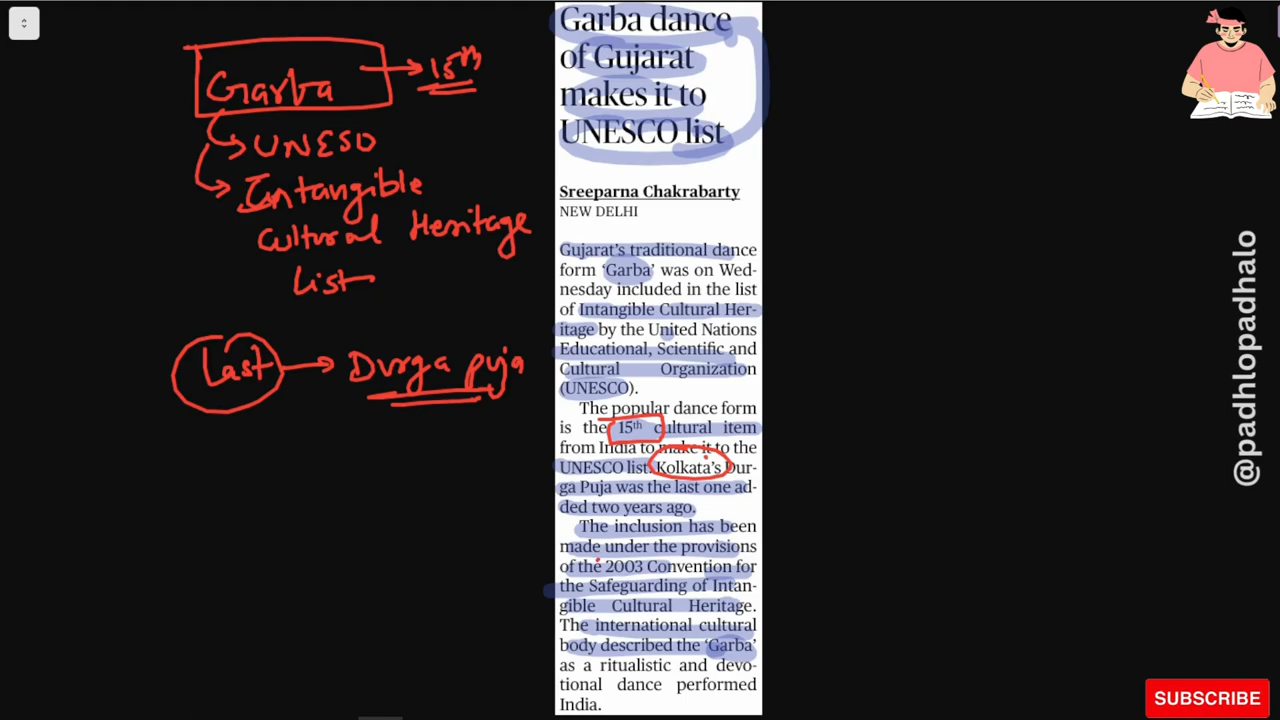 Garba → 15th
UNESO
Intangible
Cultural Heritage
List
Last → Durga puja
Garba dance
of Gujarat
makes it to
UNESCO list
Sreeparna Chakrabarty
NEW DELHI
Gujarat's traditional dance
form 'Garba' was on Wed-
nesday included in the list
of Intangible Cultural Her-
itage by the United Nations
Educational, Scientific and
Cultural Organization
(UNESCO).
The popular dance form
is the 15th cultural item
from India to make it to the
UNESCO list. Kolkata's Dur-
ga Puja was the last one ad-
ded two years ago.
The inclusion has been
made under the provisions
of the 2003 Convention for
the Safeguarding of Intan-
gible Cultural Heritage.
The international cultural
body described the 'Garba'
as a ritualistic and devo-
tional dance performed
India.
@padhlopadhalo
SUBSCRIBE